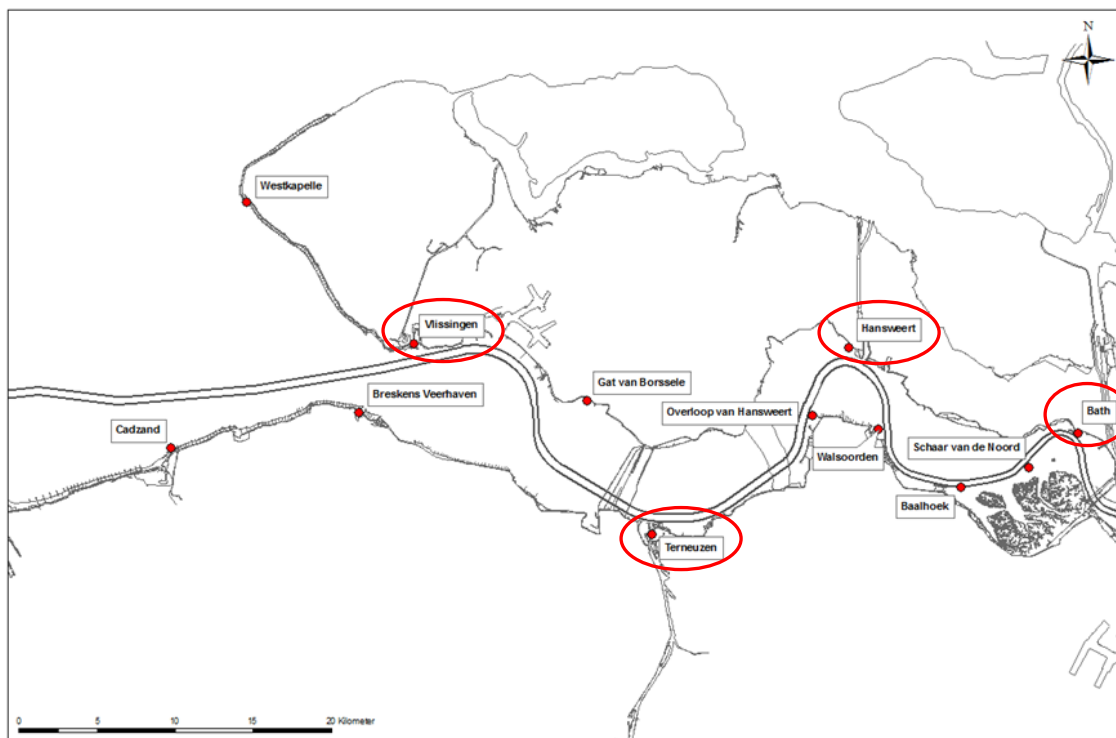 N
Westkapelle
Vlissingen
Hansweert
Breskens Veerhaven
Gat van Borssele
Overloop van Hansweert
Bath
Cadzand
Schaar van de Noord
Walsoorden
Baalhoek
Terneuzen
0 5 10 15 20 Kilometer